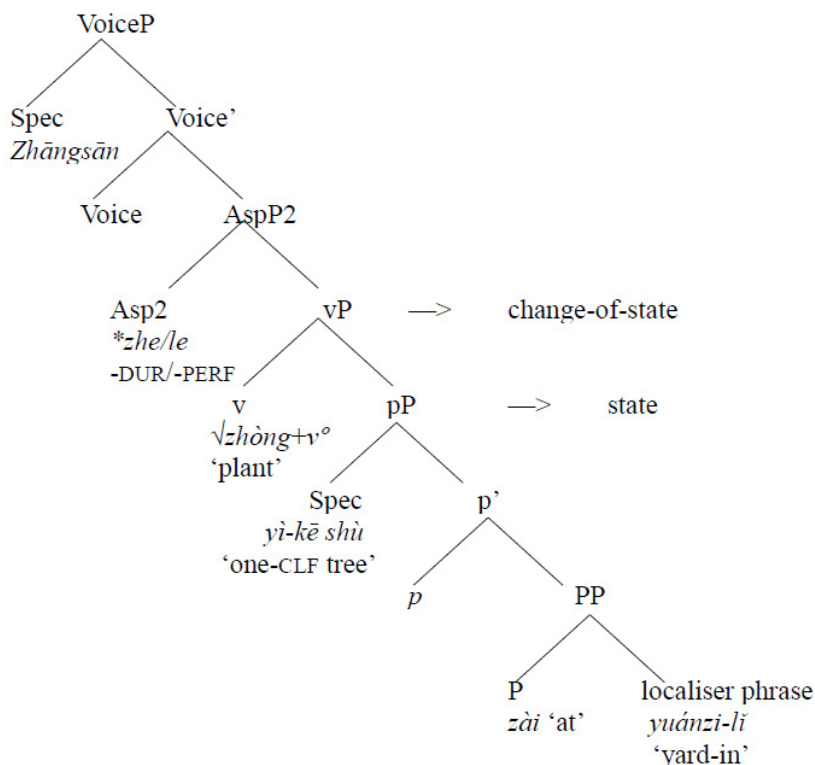 VoiceP
Spec Voice’
Zhāngsān
Voice AspP2
Asp2 vP —> change-of-state
*zhe/le
-DUR/-PERF
v pP —> state
√zhòng+v°
‘plant’
Spec p’
yì-kē shù
‘one-CLF tree’
p PP
P localiser phrase
zài ‘at’ yuánzi-lǐ
‘yard-in’